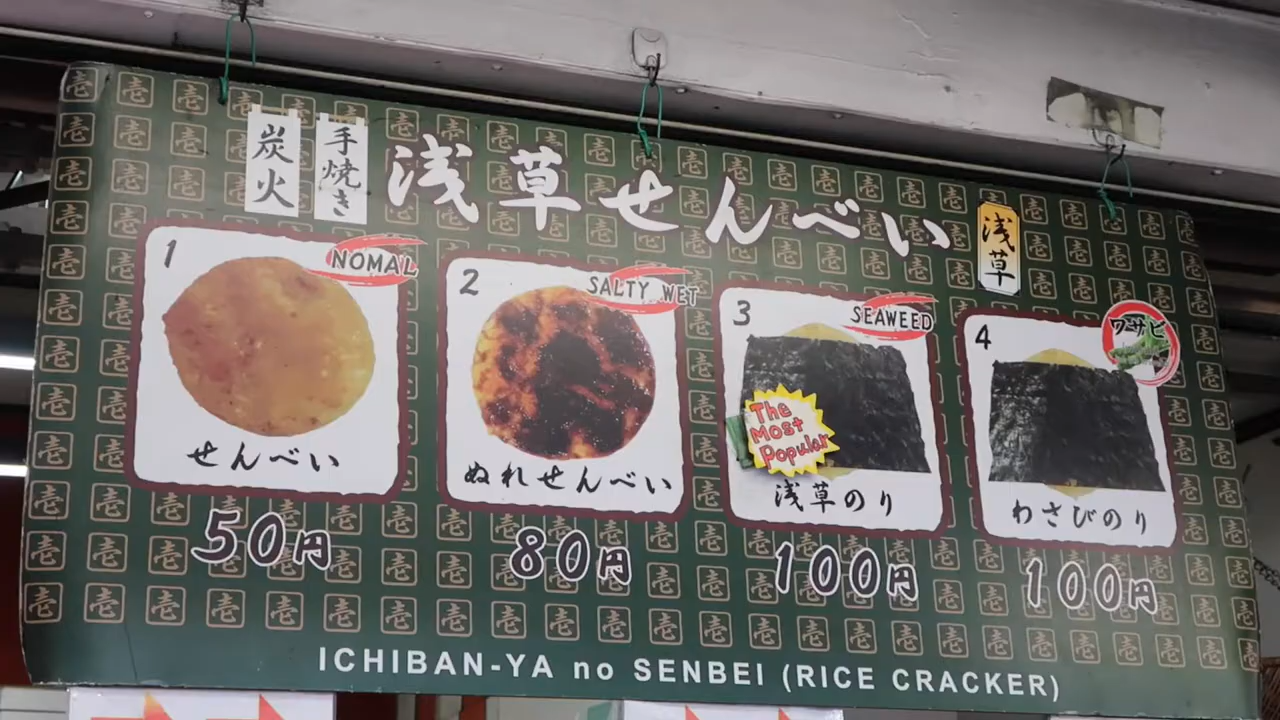 炭火
手焼き
浅草せんべい
浅草
1
NOMAL
せんべい
50円
2
SALTY WET
ぬれせんべい
80円
3
SEAWEED
The
Most
Popular
浅草のり
100円
4
ワサビ
わさびのり
100円
壱
ICHIBAN-YA no SENBEI (RICE CRACKER)